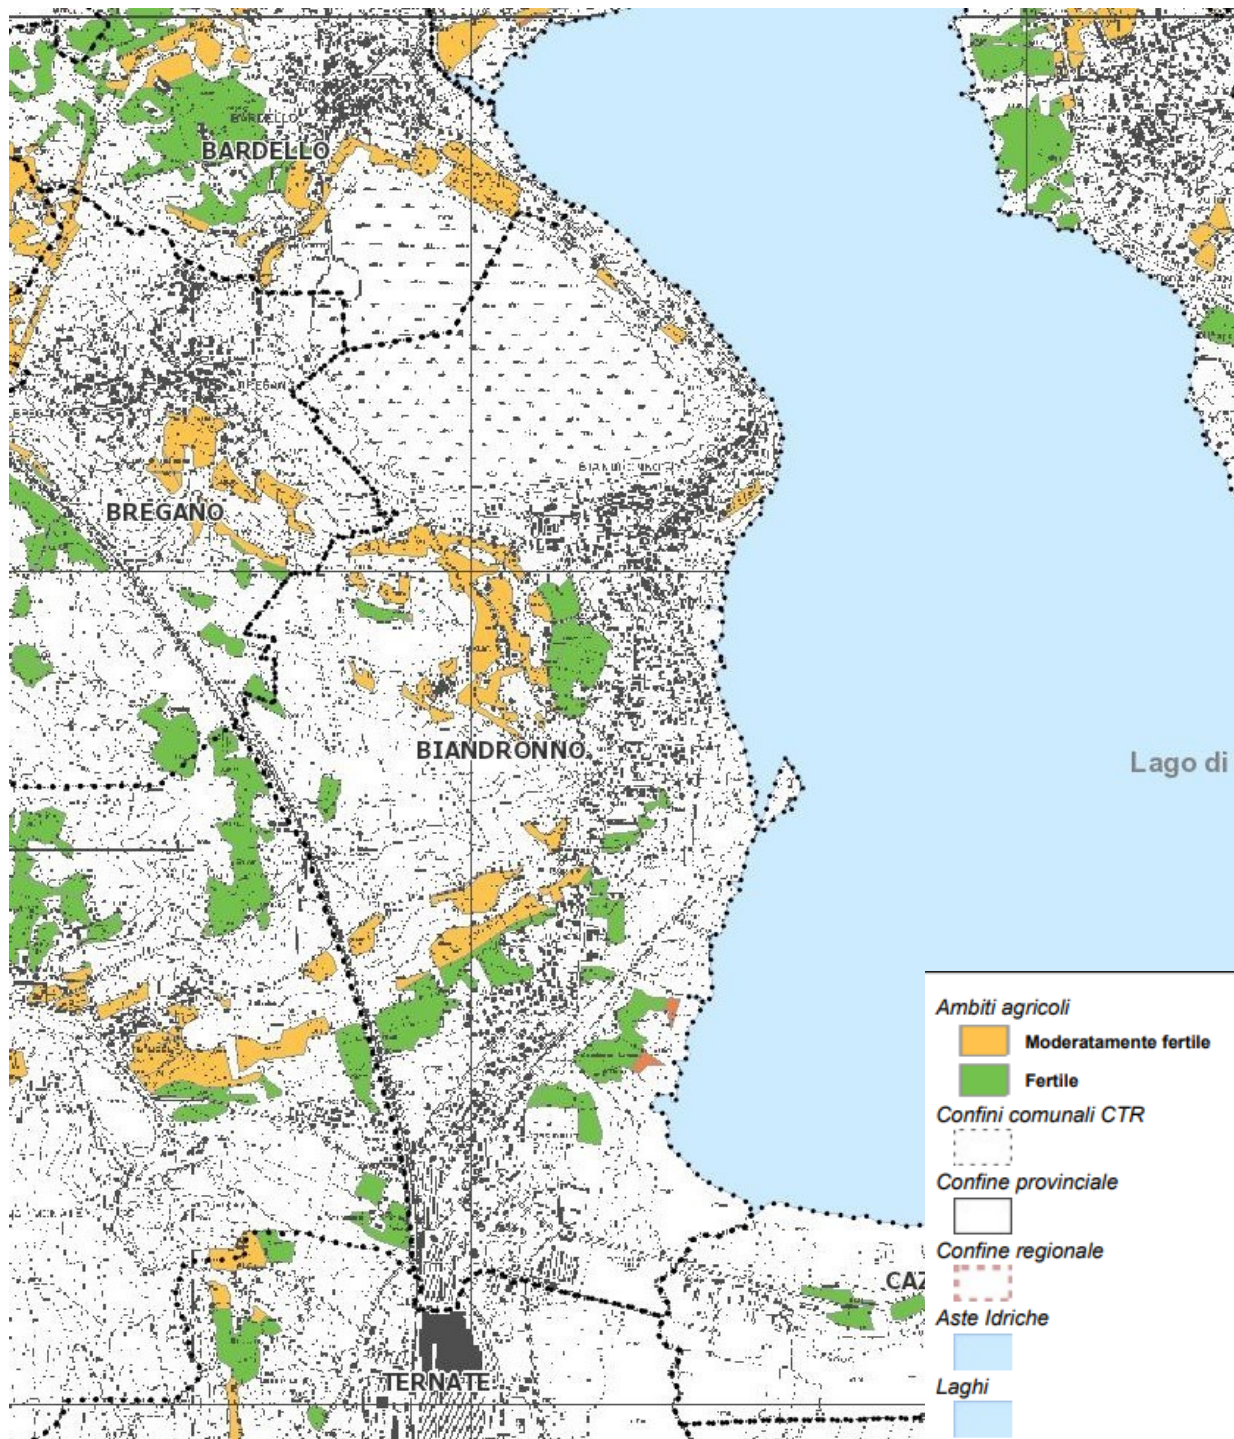 BARDELLO
BARDELLO
BREGANO
BIANDRONNO
Lago di
Ambiti agricoli
Moderatamente fertile
Fertile
Confini comunali CTR
Confine provinciale
Confine regionale
CAZ
Aste Idriche
TERNATE
Laghi